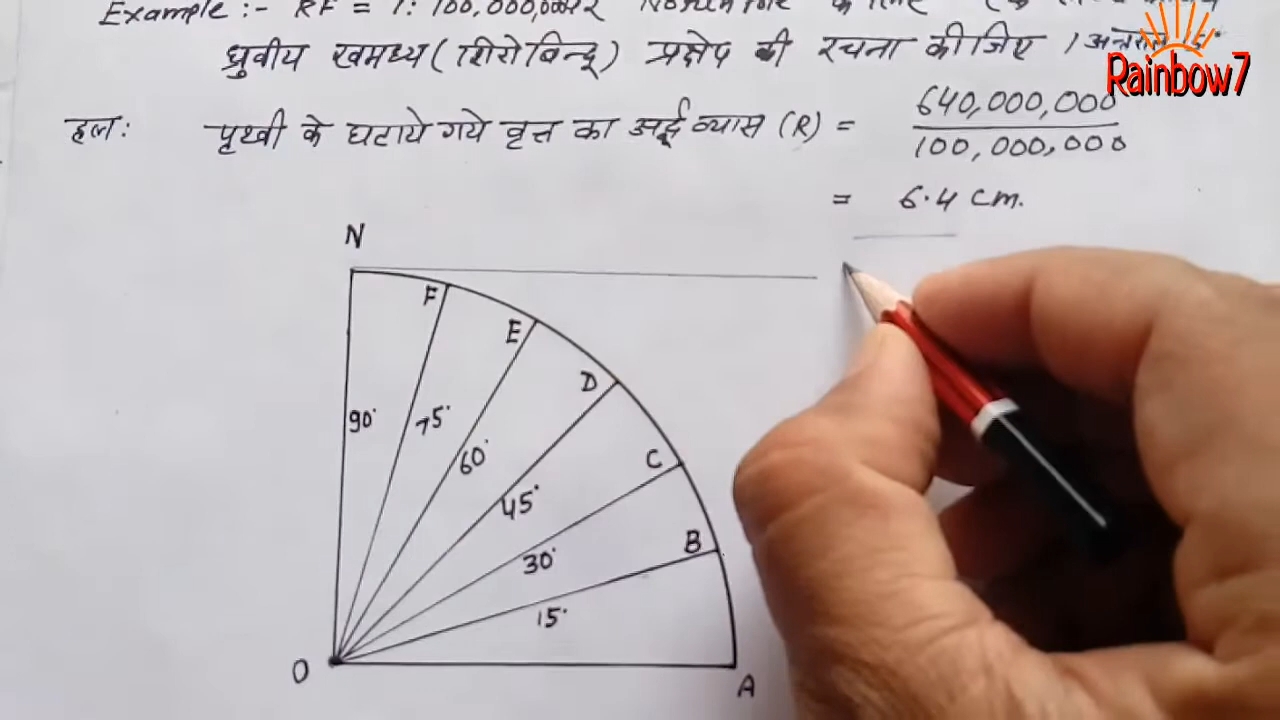 Example :- RF = 1: 100,000,000
ध्रुवीय खमध्य (शिरोबिन्दु) प्रक्षेप की रचना कीजिए।
Rainbow7
हल: पृथ्वी के घटाये गये वृत्त का अर्द्ध व्यास (R) = 640,000,000
100,000,000
= 6.4 cm.
N
F
E
D
90° 75°
60°
C
45°
B
30°
15°
O
A